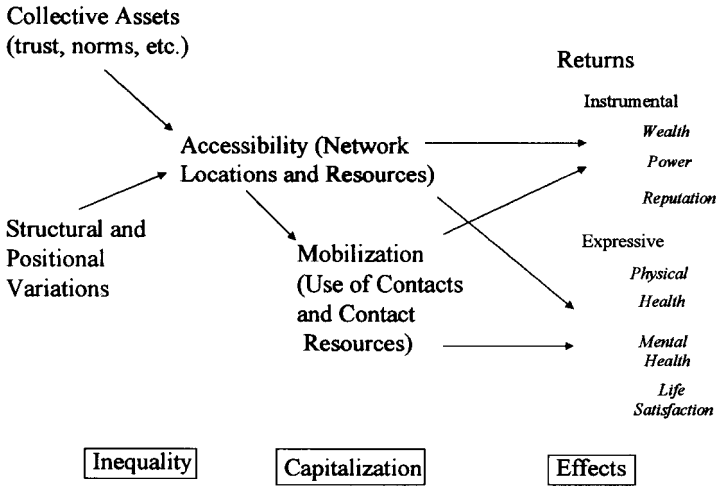 Collective Assets
(trust, norms, etc.)
Structural and
Positional
Variations
Accessibility (Network
Locations and Resources)
Mobilization
(Use of Contacts
and Contact
Resources)
Returns
Instrumental
Wealth
Power
Reputation
Expressive
Physical
Health
Mental
Health
Life
Satisfaction
Inequality
Capitalization
Effects